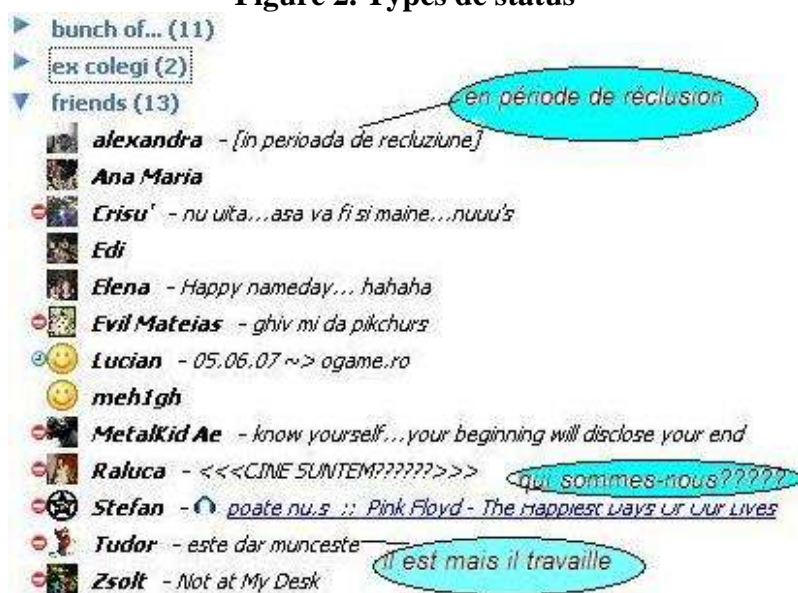 Figure 2. Types de status
bunch of... (11)
ex colegi (2)
friends (13)
en période de réclusion
alexandra - [in perioada de recluziune]
Ana Maria
Crisu' - nu uita...asa va fi si maine...nuuu's
Edi
Elena - Happy nameday... hahaha
Evil Mateias - ghiv mi da pikchurs
Lucian - 05.06.07 ~> ogame.ro
meh1gh
MetalKid Ae - know yourself...your beginning will disclose your end
Raluca - <<<CINE SUNTEM??????>>>
qui sommes-nous?????
Stefan - poate nu.s :: Pink Floyd - The Happiest Days Of Our Lives
Tudor - este dar munceste
il est mais il travaille
Zsolt - Not at My Desk